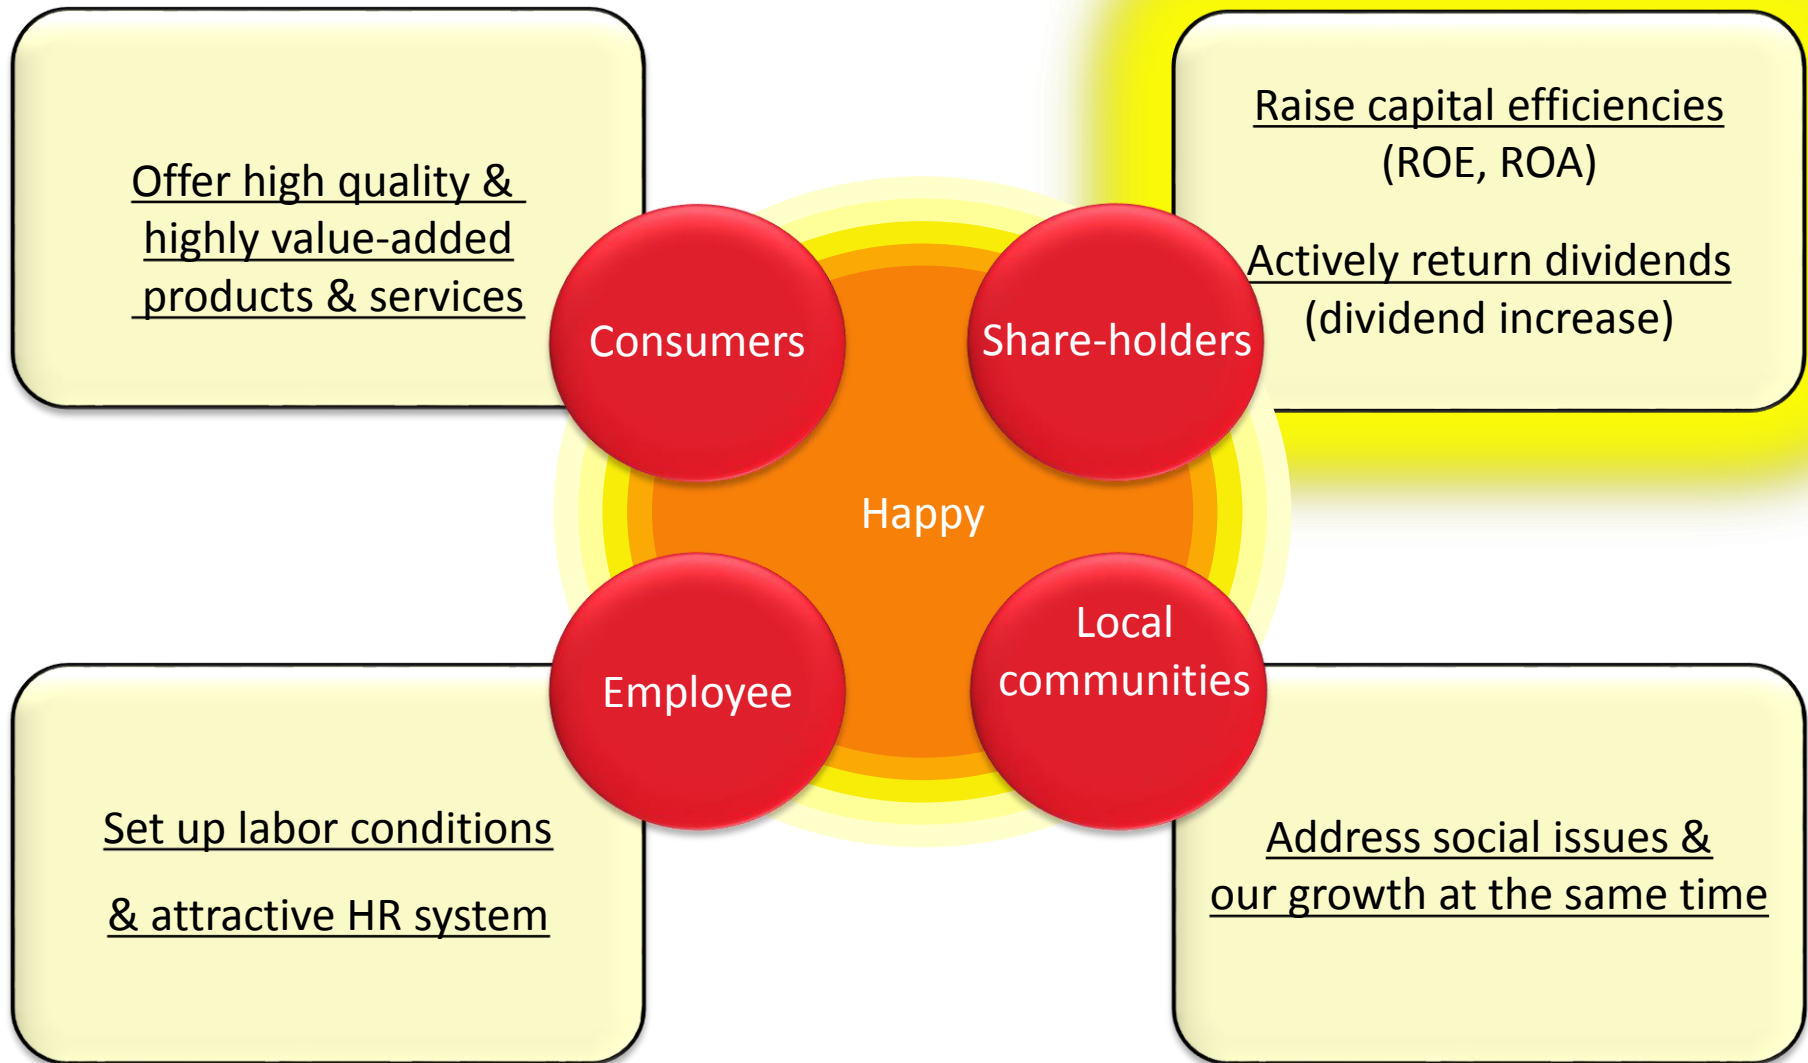 Offer high quality &
highly value-added
products & services
Consumers
Raise capital efficiencies
(ROE, ROA)
Actively return dividends
(dividend increase)
Share-holders
Happy
Employee
Set up labor conditions
& attractive HR system
Local
communities
Address social issues &
our growth at the same time